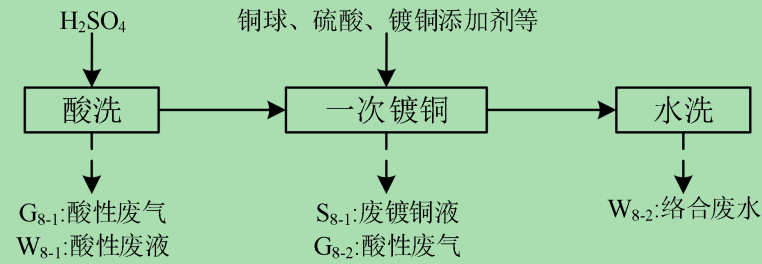 H₂SO₄
铜球、硫酸、镀铜添加剂等
酸洗
一次镀铜
水洗
G₈₋₁:酸性废气
W₈₋₁:酸性废液
S₈₋₁:废镀铜液
G₈₋₂:酸性废气
W₈₋₂:络合废水